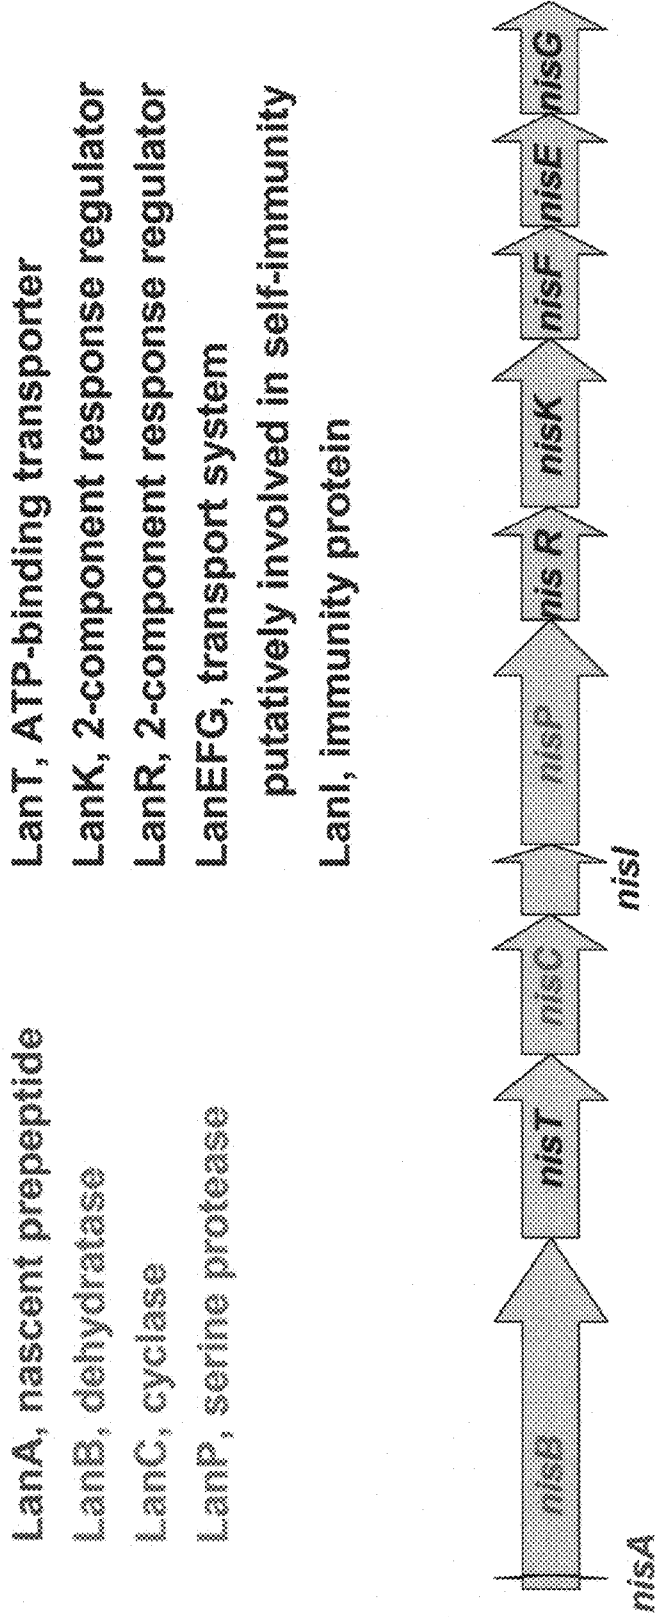 LanA, nascent prepeptide
LanB, dehydratase
LanC, cyclase
LanP, serine protease
LanT, ATP-binding transporter
LanK, 2-component response regulator
LanR, 2-component response regulator
LanEFG, transport system
putatively involved in self-immunity
LanI, immunity protein
nisB
nisT
nisC
nisP
nis R
nisK
nisF
nisE
nisG
nisA
nisI